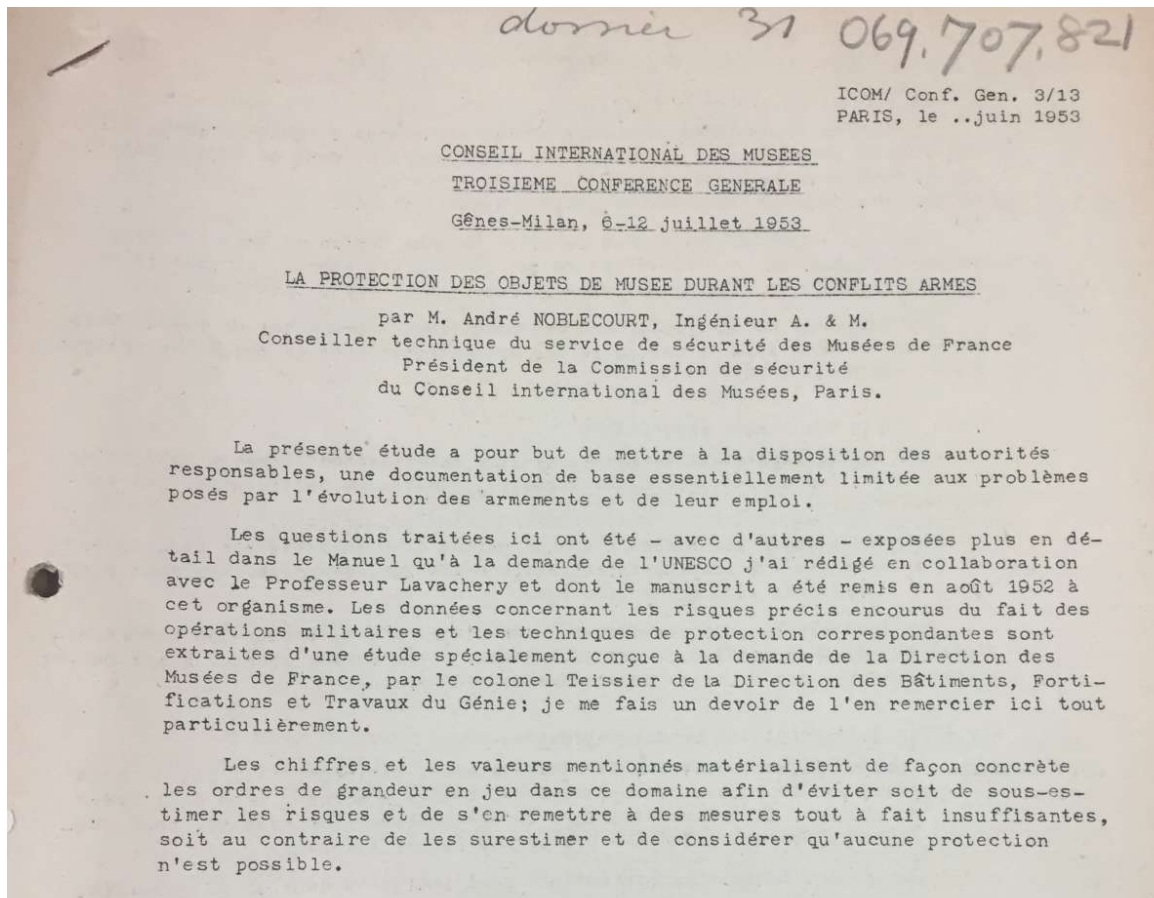 dossier 31 069.707.821
ICOM/ Conf. Gen. 3/13
PARIS, le ..juin 1953
CONSEIL INTERNATIONAL DES MUSEES
TROISIEME CONFERENCE GENERALE
Gênes-Milan, 6-12 juillet 1953
LA PROTECTION DES OBJETS DE MUSEE DURANT LES CONFLITS ARMES
par M. André NOBLECOURT, Ingénieur A. & M.
Conseiller technique du service de sécurité des Musées de France
Président de la Commission de sécurité
du Conseil international des Musées, Paris.
La présente étude a pour but de mettre à la disposition des autorités
responsables, une documentation de base essentiellement limitée aux problèmes
posés par l'évolution des armements et de leur emploi.
Les questions traitées ici ont été - avec d'autres - exposées plus en dé-
tail dans le Manuel qu'à la demande de l'UNESCO j'ai rédigé en collaboration
avec le Professeur Lavachery et dont le manuscrit a été remis en août 1952 à
cet organisme. Les données concernant les risques précis encourus du fait des
opérations militaires et les techniques de protection correspondantes sont
extraites d'une étude spécialement conçue à la demande de la Direction des
Musées de France, par le colonel Teissier de la Direction des Bâtiments, Forti-
fications et Travaux du Génie; je me fais un devoir de l'en remercier ici tout
particulièrement.
Les chiffres et les valeurs mentionnés matérialisent de façon concrète
les ordres de grandeur en jeu dans ce domaine afin d'éviter soit de sous-es-
timer les risques et de s'en remettre à des mesures tout à fait insuffisantes,
soit au contraire de les surestimer et de considérer qu'aucune protection
n'est possible.